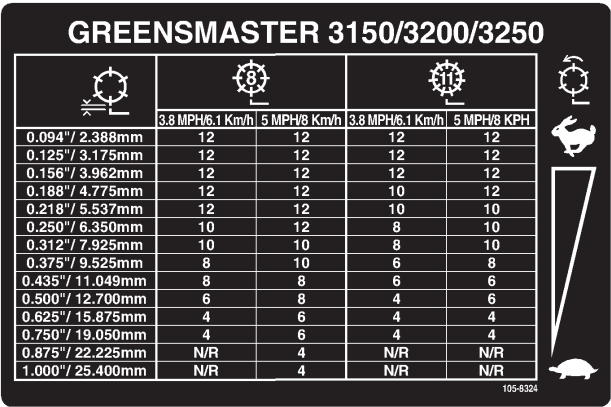 GREENSMASTER 3150/3200/3250
8 11
3.8 MPH/6.1 Km/h 5 MPH/8 Km/h 3.8 MPH/6.1 Km/h 5 MPH/8 KPH
0.094"/ 2.388mm 12 12 12 12
0.125"/ 3.175mm 12 12 12 12
0.156"/ 3.962mm 12 12 12 12
0.188"/ 4.775mm 12 12 10 12
0.218"/ 5.537mm 12 12 10 10
0.250"/ 6.350mm 10 12 8 10
0.312"/ 7.925mm 10 10 8 10
0.375"/ 9.525mm 8 10 6 8
0.435"/ 11.049mm 8 8 6 6
0.500"/ 12.700mm 6 8 4 6
0.625"/ 15.875mm 4 6 4 4
0.750"/ 19.050mm 4 6 4 4
0.875"/ 22.225mm N/R 4 N/R N/R
1.000"/ 25.400mm N/R 4 N/R N/R
105-8324